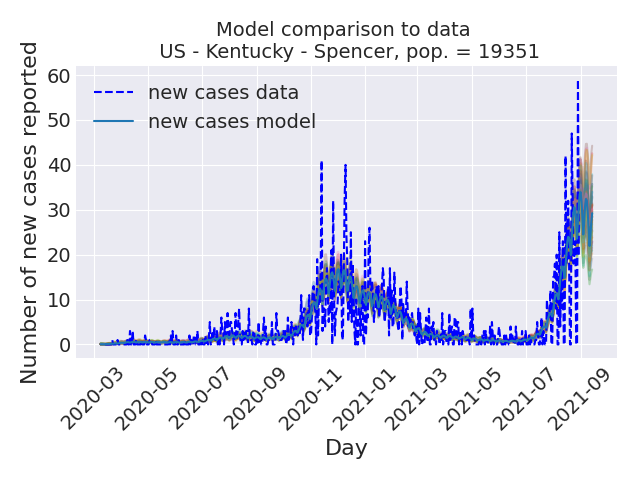 Model comparison to data
US - Kentucky - Spencer, pop. = 19351
Number of new cases reported
60
50
40
30
20
10
0
new cases data
new cases model
2020-03
2020-05
2020-07
2020-09
2020-11
2021-01
2021-03
2021-05
2021-07
2021-09
Day